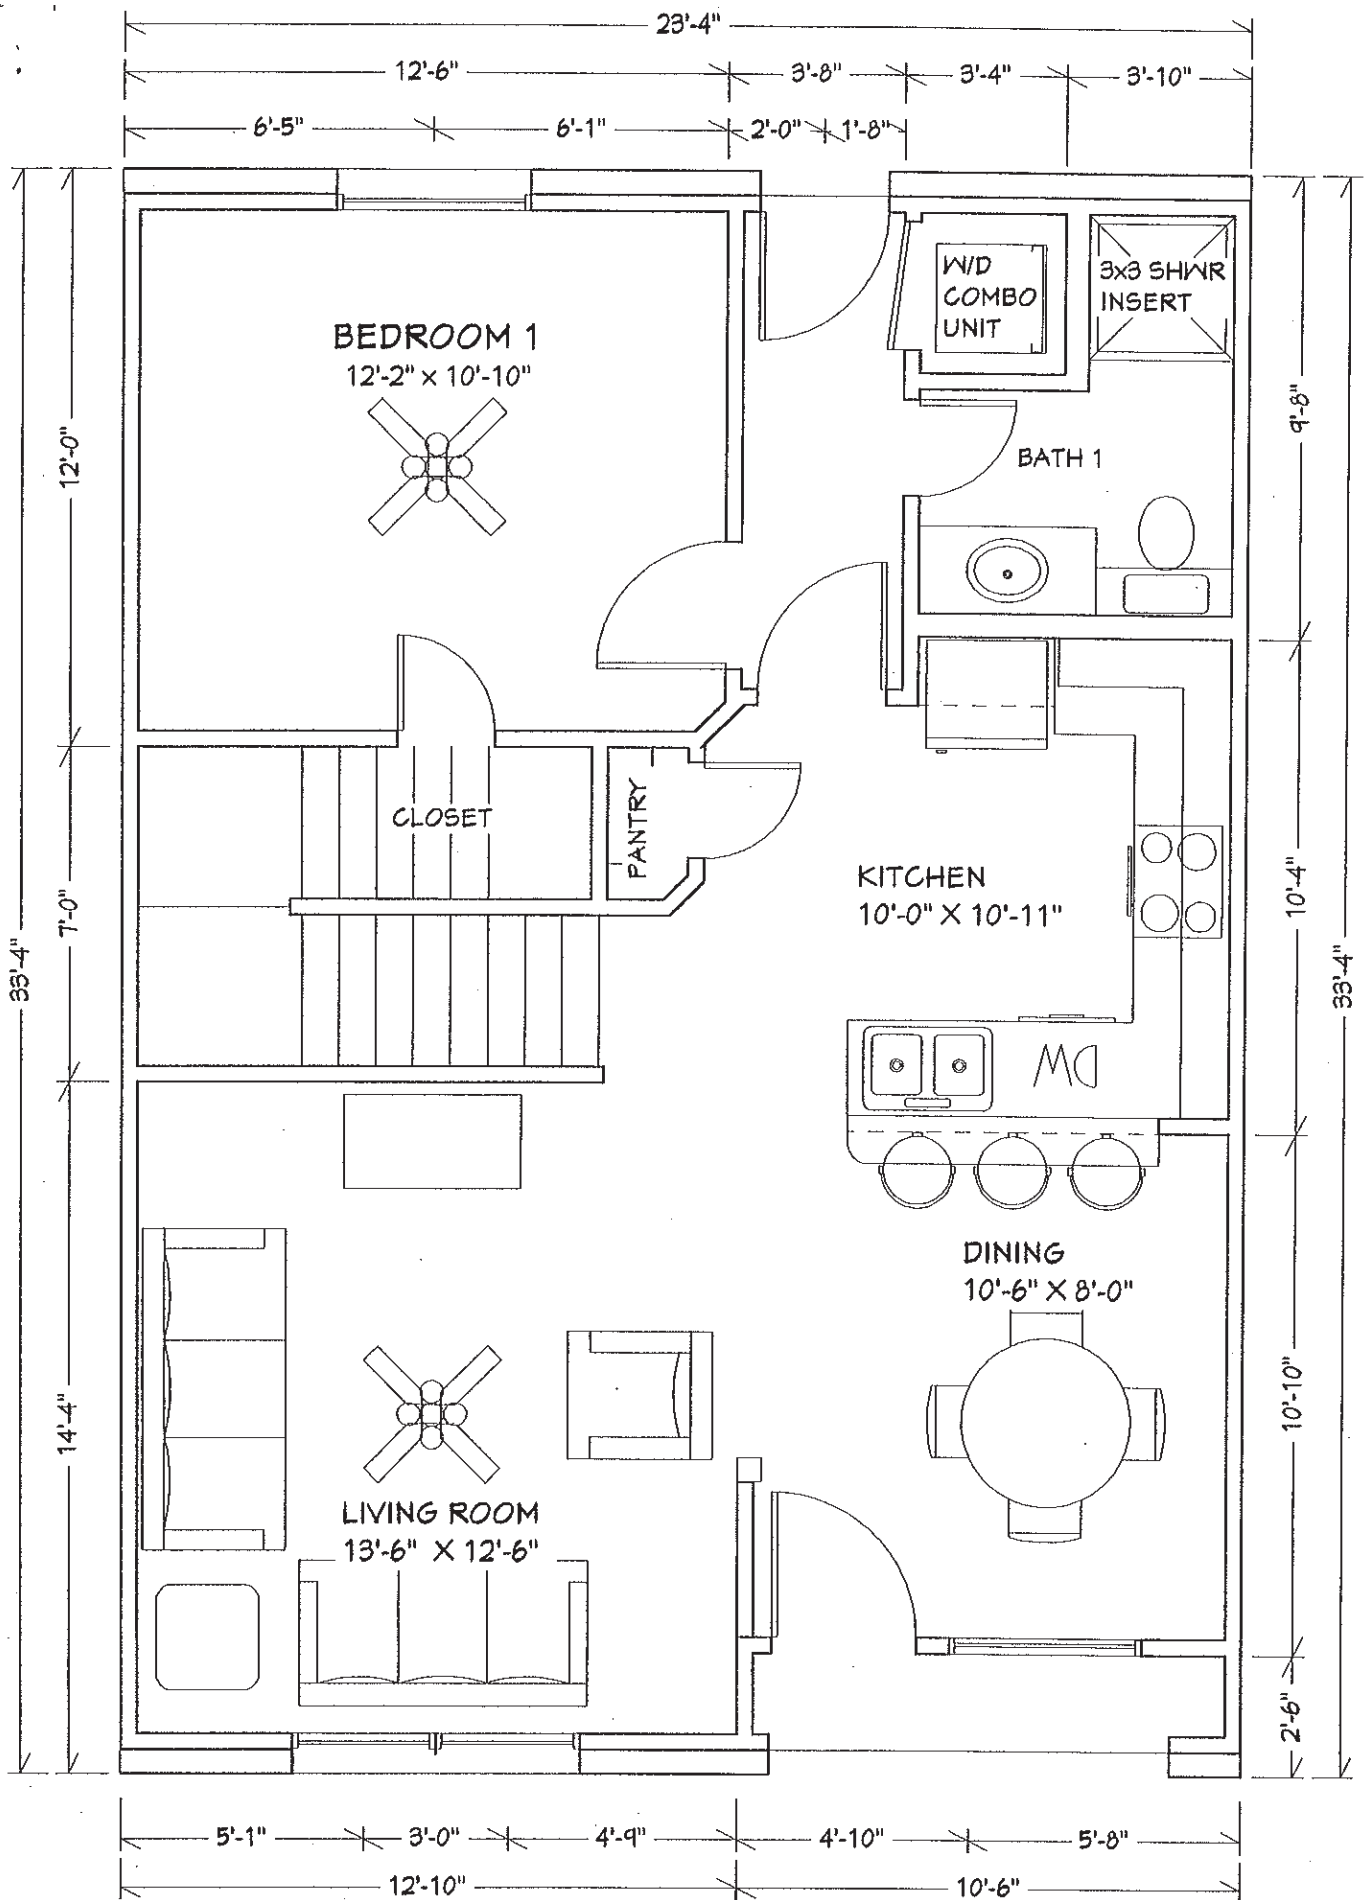 23'-4"
12'-6" 3'-8" 3'-4" 3'-10"
6'-5" 6'-1" 2'-0" 1'-8"
W/D
COMBO
UNIT
3x3 SHWR
INSERT
BEDROOM 1
12'-2" x 10'-10"
12'-0"
9'-8"
BATH 1
CLOSET
PANTRY
KITCHEN
10'-0" X 10'-11"
7'-0"
10'-4"
33'-4"
33'-4"
DW
DINING
10'-6" X 8'-0"
14'-4"
10'-10"
LIVING ROOM
13'-6" X 12'-6"
2'-6"
5'-1" 3'-0" 4'-9" 4'-10" 5'-8"
12'-10" 10'-6"